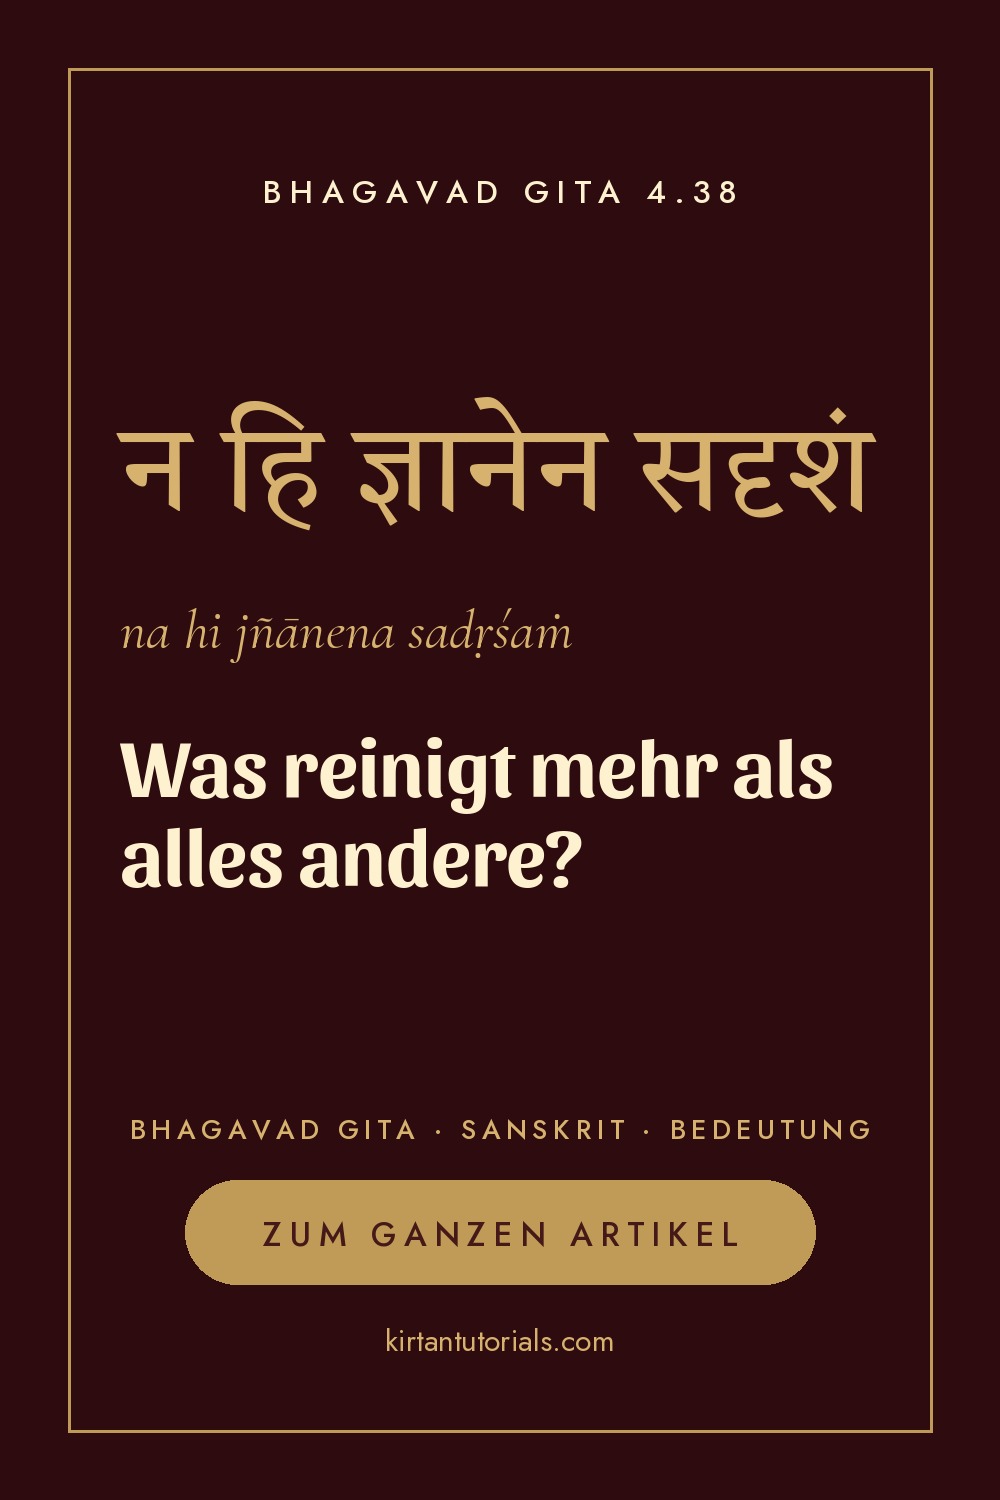 BHAGAVAD GITA 4.38
न हि ज्ञानेन सदृशं
na hi jñānena sadṛśaṁ
Was reinigt mehr als
alles andere?
BHAGAVAD GITA · SANSKRIT · BEDEUTUNG
ZUM GANZEN ARTIKEL
kirtantutorials.com